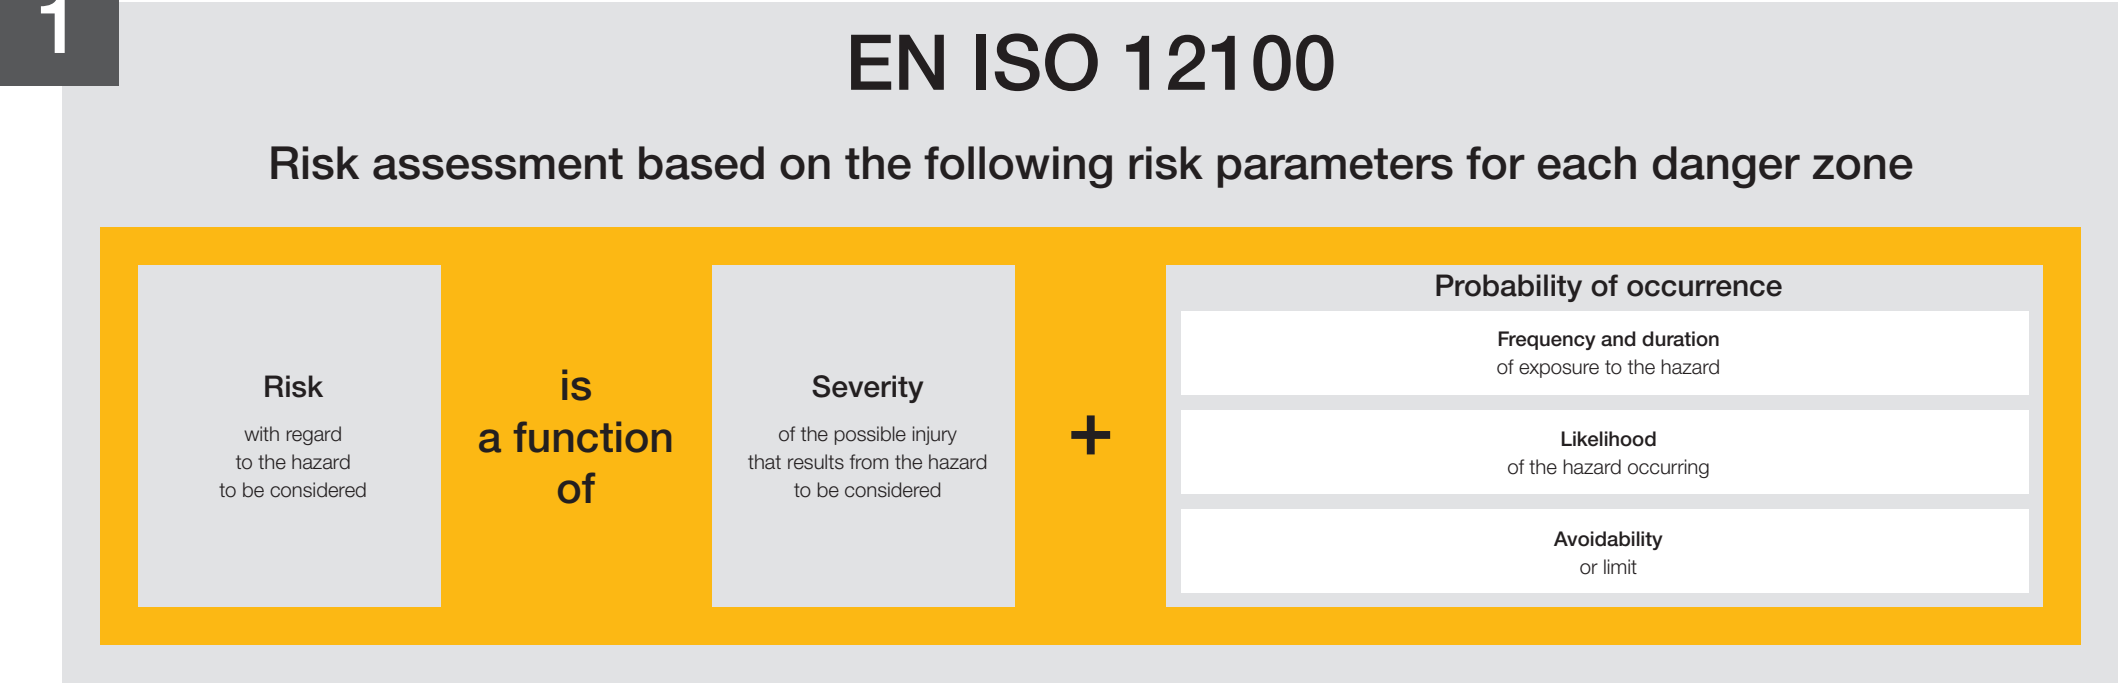 1
EN ISO 12100
Risk assessment based on the following risk parameters for each danger zone
Risk
with regard
to the hazard
to be considered
is
a function
of
Severity
of the possible injury
that results from the hazard
to be considered
+
Probability of occurrence
Frequency and duration
of exposure to the hazard
Likelihood
of the hazard occurring
Avoidability
or limit